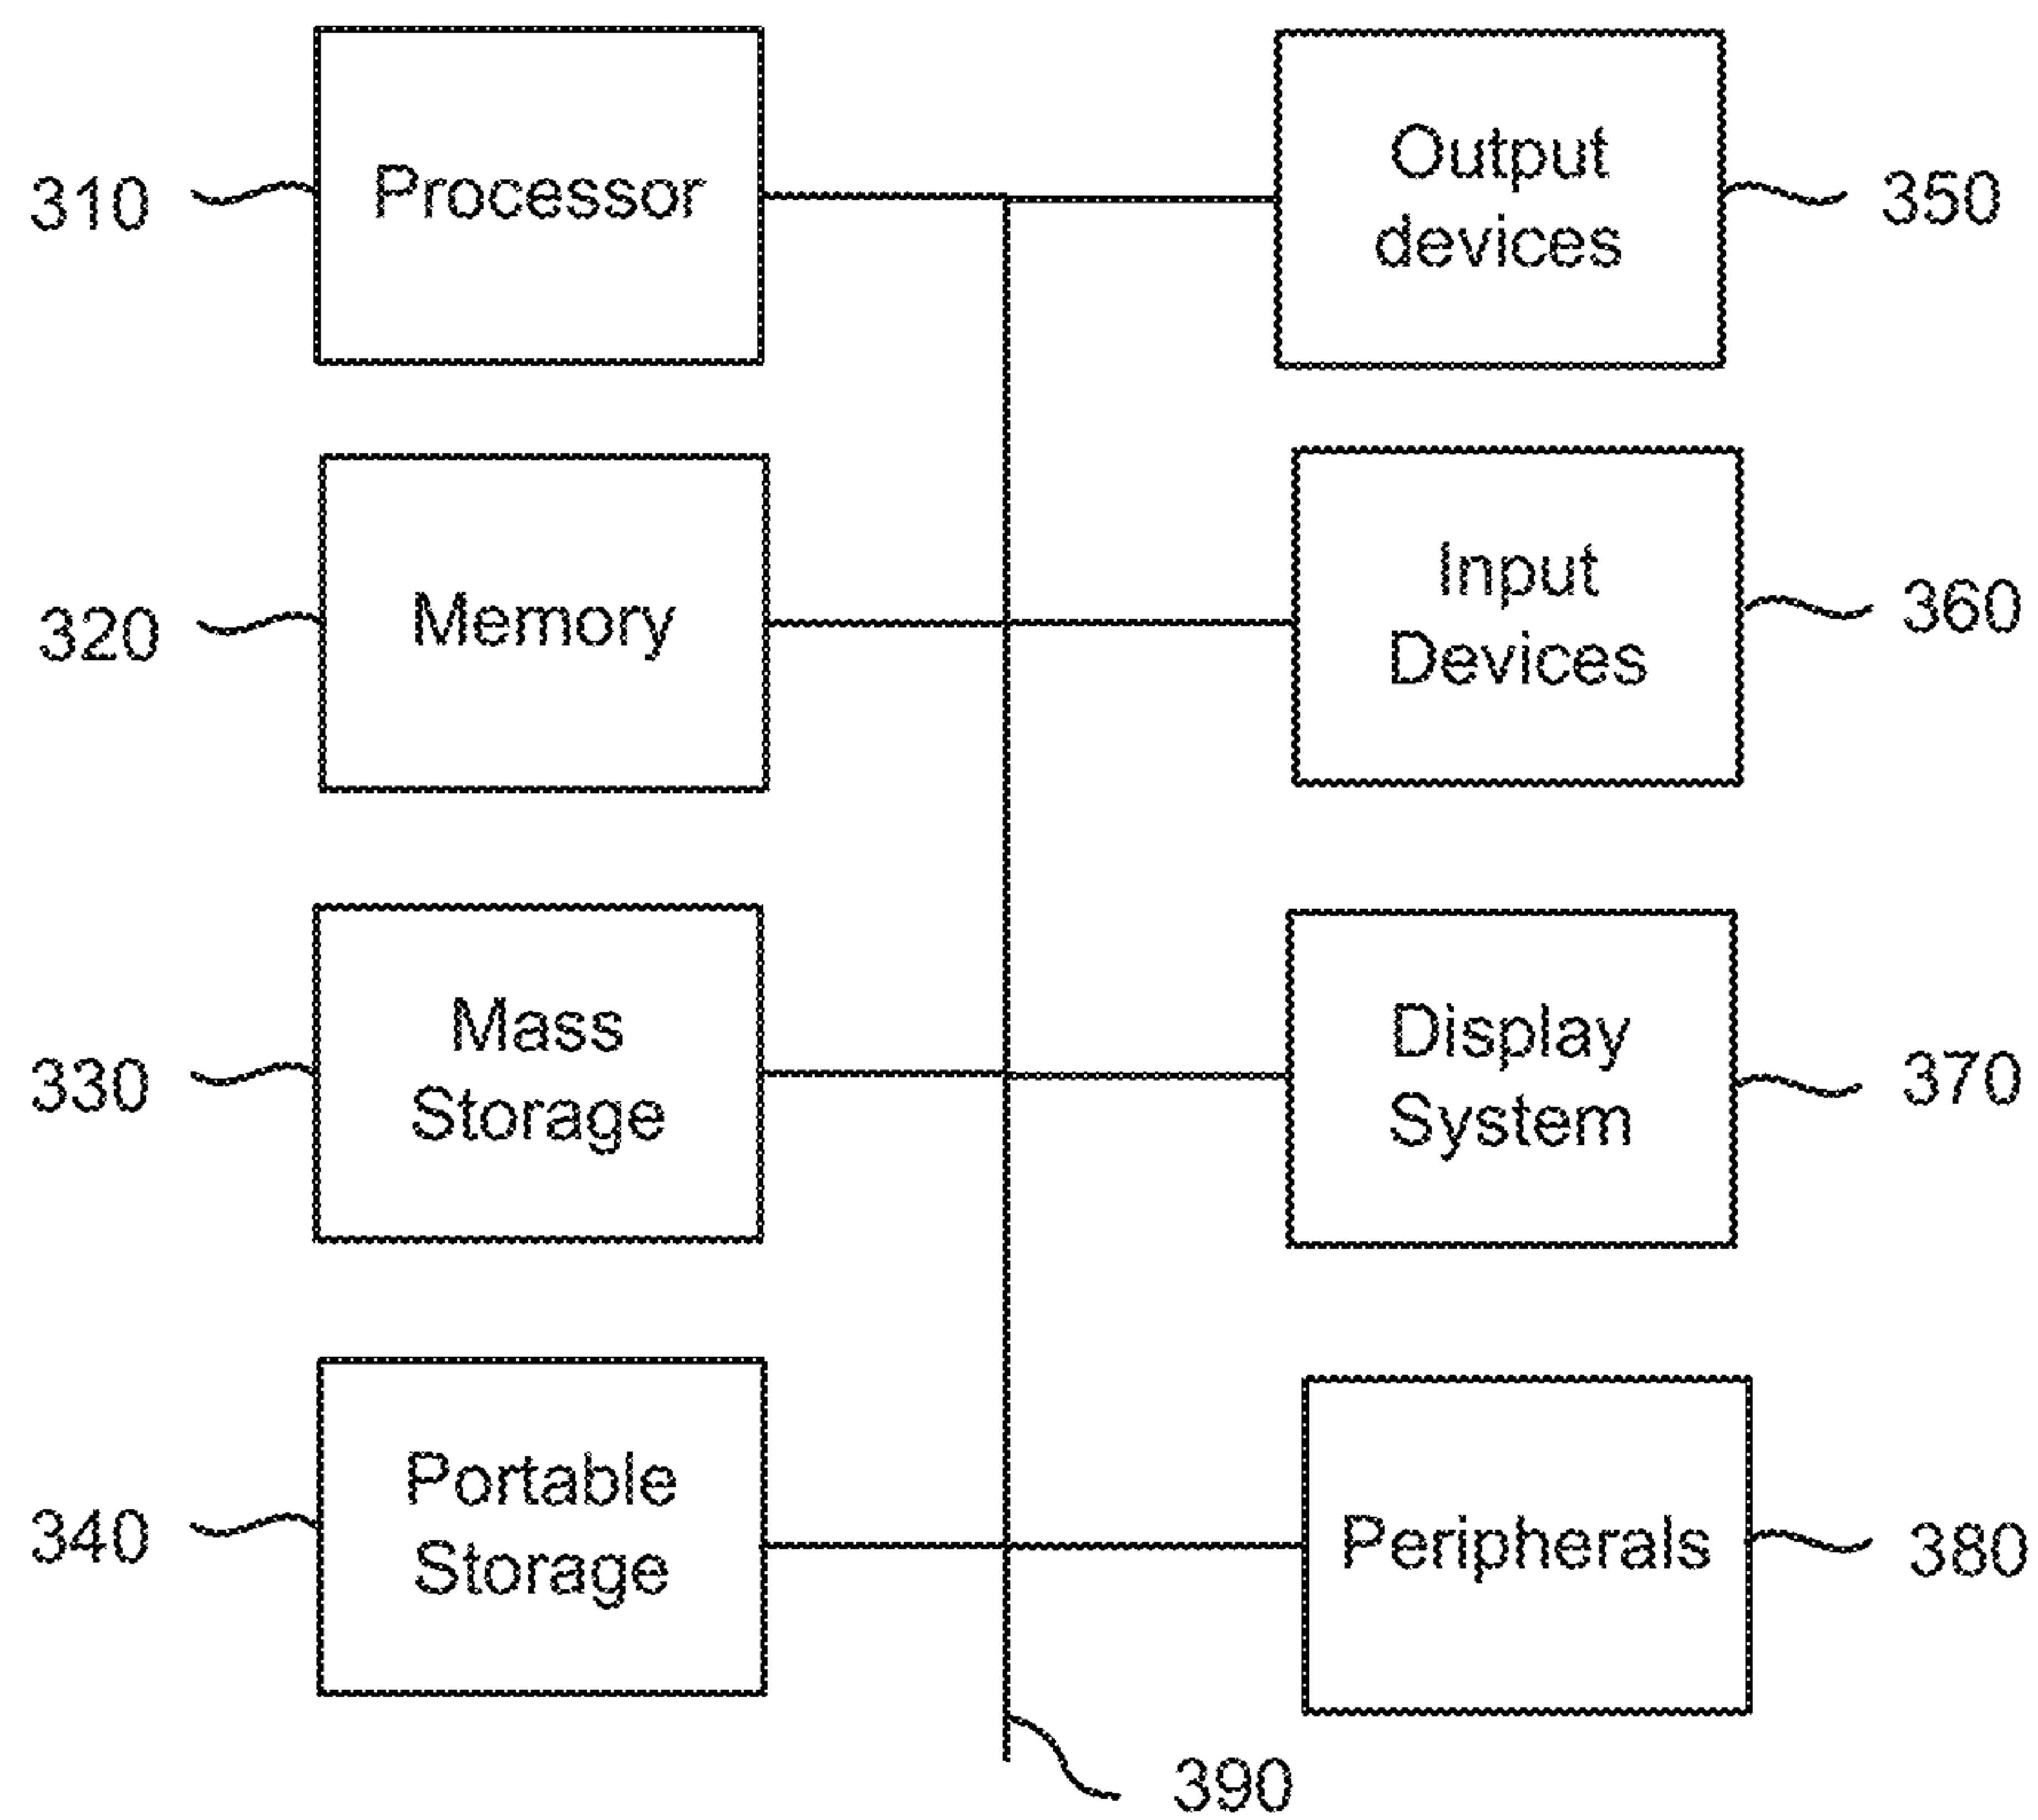 310
Processor
Output
devices
350
320
Memory
Input
Devices
360
330
Mass
Storage
Display
System
370
340
Portable
Storage
Peripherals
380
390